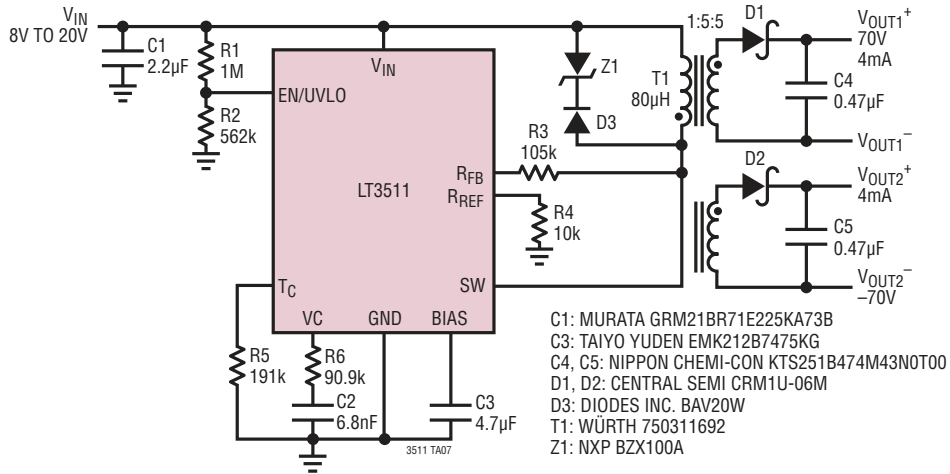 VIN
8V TO 20V
C1
2.2µF
R1
1M
R2
562k
VIN
EN/UVLO
LT3511
RFB
RREF
TC
SW
VC
GND
BIAS
Z1
D3
R3
105k
R4
10k
T1
80µH
1:5:5
D1
VOUT1+
70V
4mA
C4
0.47µF
VOUT1–
D2
VOUT2+
4mA
C5
0.47µF
VOUT2–
–70V
R5
191k
R6
90.9k
C2
6.8nF
C3
4.7µF
3511 TA07
C1: MURATA GRM21BR71E225KA73B
C3: TAIYO YUDEN EMK212B7475KG
C4, C5: NIPPON CHEMI-CON KTS251B474M43N0T00
D1, D2: CENTRAL SEMI CRM1U-06M
D3: DIODES INC. BAV20W
T1: WÜRTH 750311692
Z1: NXP BZX100A